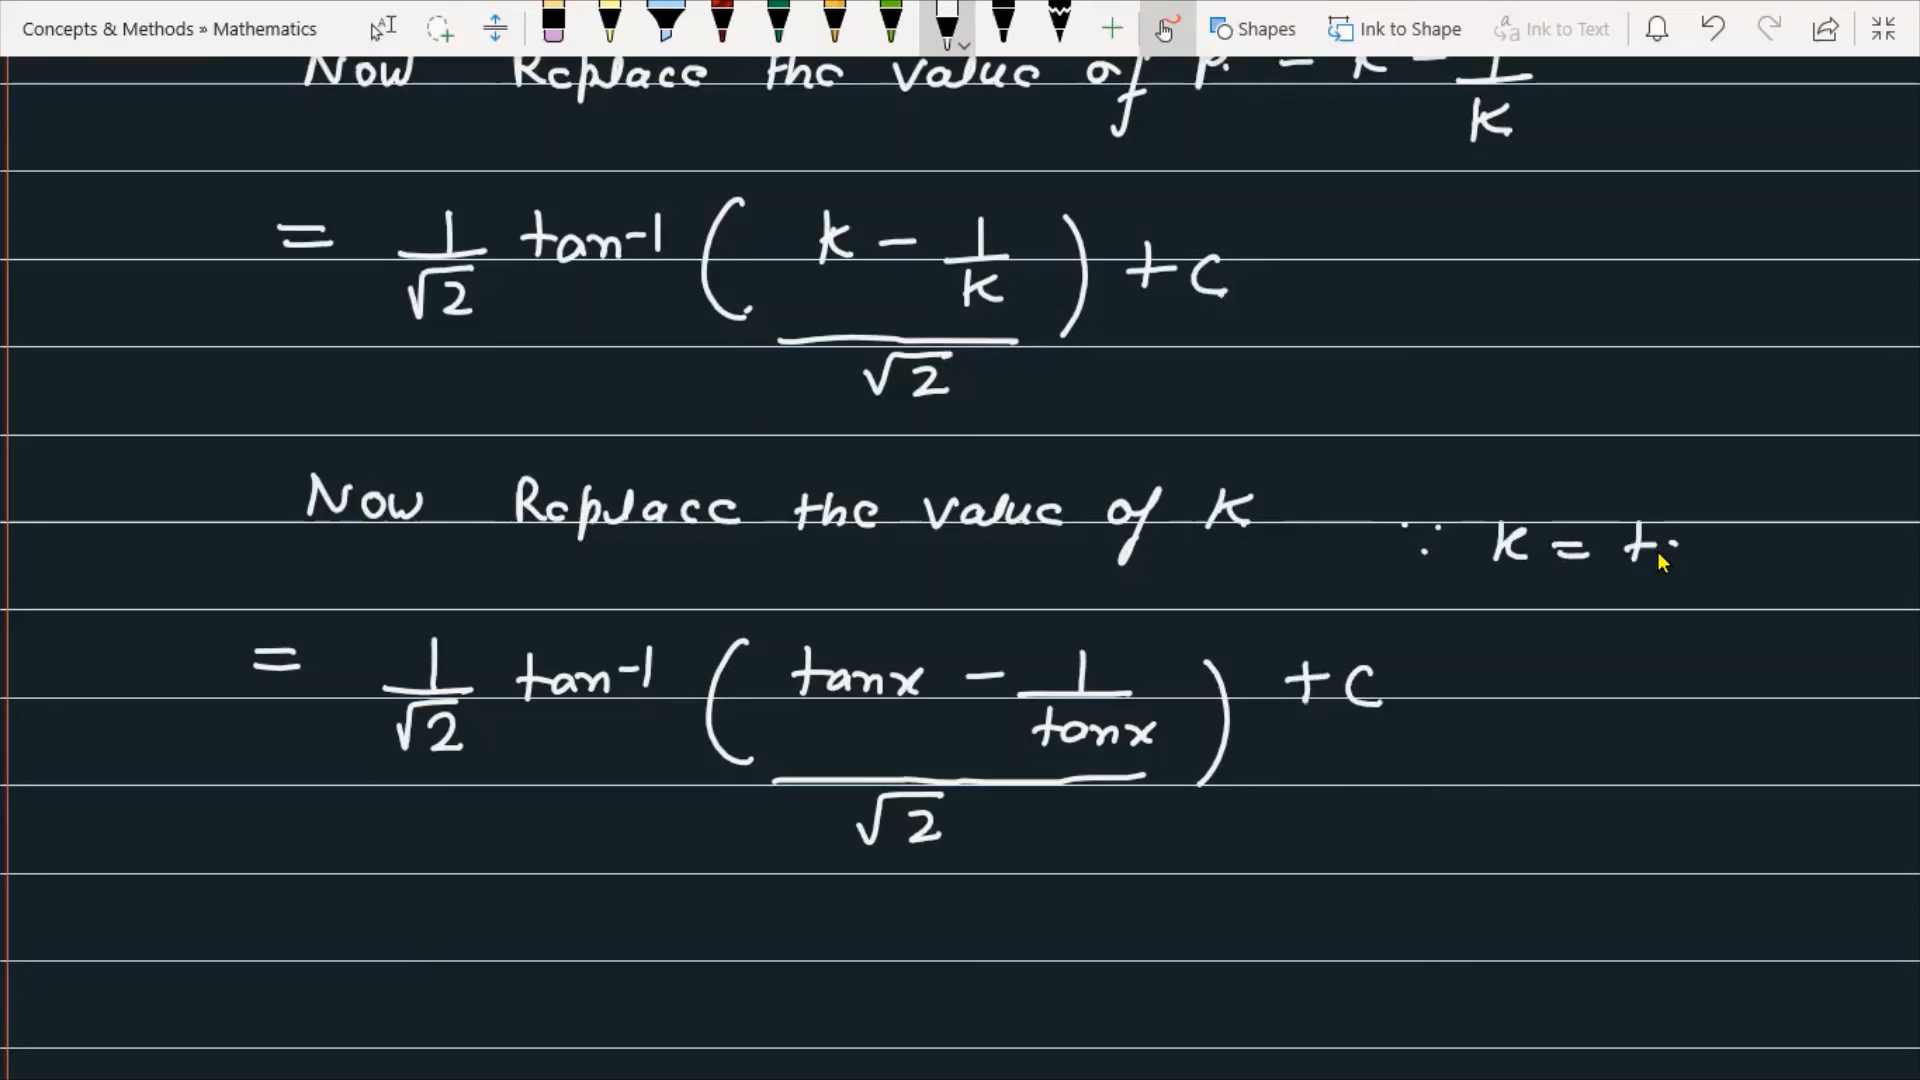 Concepts & Methods » Mathematics Shapes Ink to Shape Ink to Text
Now Replace the value of = k - 1/k
= 1/√2 tan-1 ( (k - 1/k) / √2 ) + c
Now Replace the value of K ∵ k =
= 1/√2 tan-1 ( (tanx - 1/tanx) / √2 ) + c